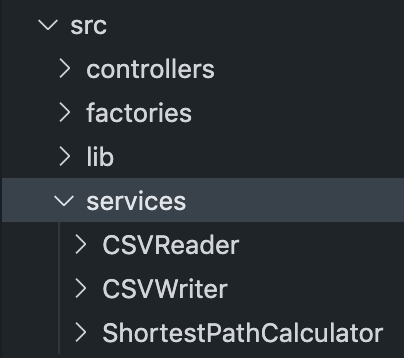 src
controllers
factories
lib
services
CSVReader
CSVWriter
ShortestPathCalculator